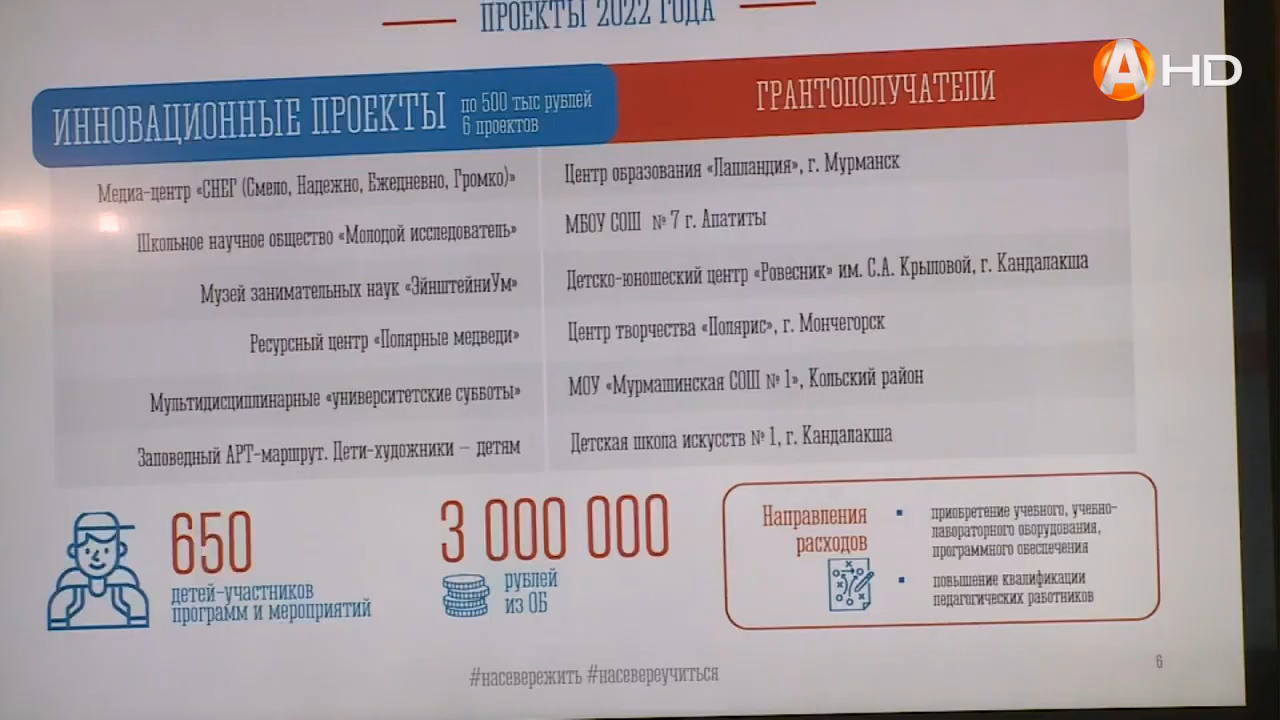 ПРОЕКТЫ 2022 ГОДА
А HD
ИННОВАЦИОННЫЕ ПРОЕКТЫ
по 500 тыс рублей
6 проектов
ГРАНТОПОЛУЧАТЕЛИ
Медиа-центр «СНЕГ (Смело, Надежно, Ежедневно, Громко)»
Центр образования «Лапландия», г. Мурманск
Школьное научное общество «Молодой исследователь»
МБОУ СОШ № 7 г. Апатиты
Музей занимательных наук «ЭйнштейниУм»
Детско-юношеский центр «Ровесник» им. С.А. Крыловой, г. Кандалакша
Ресурсный центр «Полярные медведи»
Центр творчества «Полярис», г. Мончегорск
Мультидисциплинарные «университетские субботы»
МОУ «Мурмашинская СОШ № 1», Кольский район
Заповедный АРТ-маршрут. Дети-художники – детям
Детская школа искусств № 1, г. Кандалакша
650
детей-участников
программ и мероприятий
3 000 000
рублей
из ОБ
Направления
расходов
приобретение учебного, учебно-
лабораторного оборудования,
программного обеспечения
повышение квалификации
педагогических работников
#насевережить #насевереучиться
6